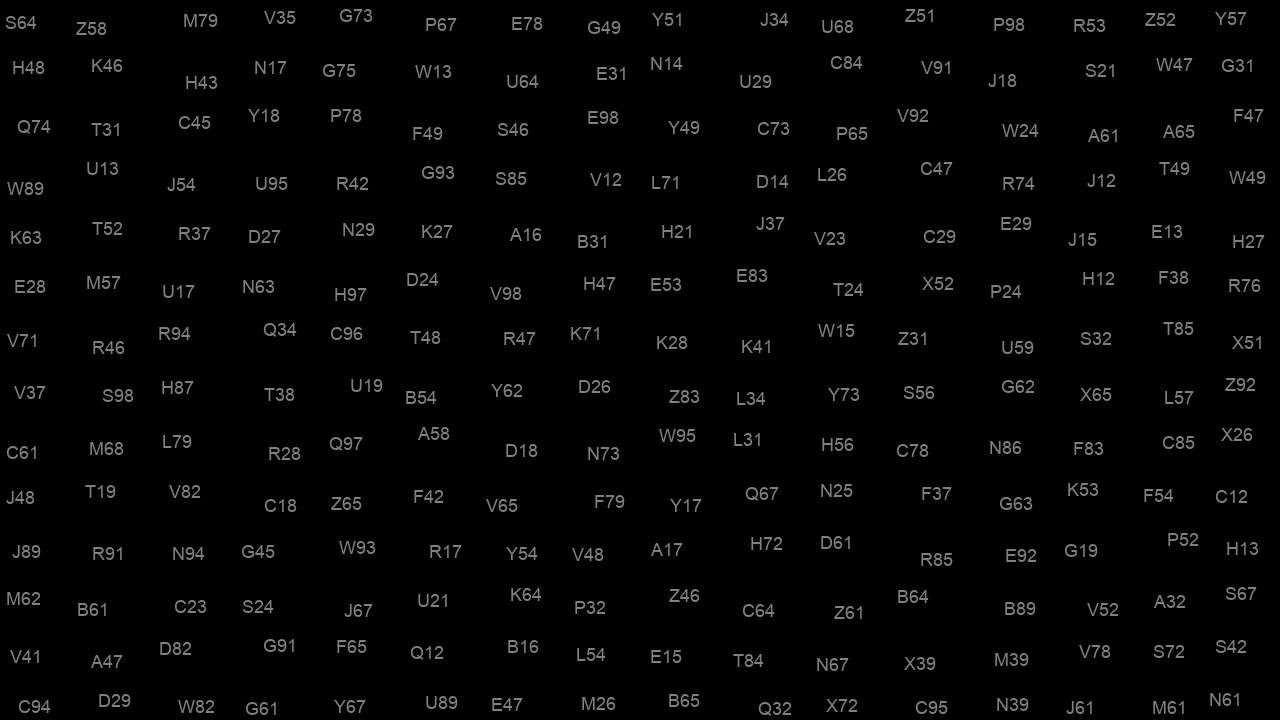 S64 Z58 M79 V35 G73 P67 E78 G49 Y51 J34 U68 Z51 P98 R53 Z52 Y57
H48 K46 H43 N17 G75 W13 U64 E31 N14 U29 C84 V91 J18 S21 W47 G31
Q74 T31 C45 Y18 P78 F49 S46 E98 Y49 C73 P65 V92 W24 A61 A65 F47
W89 U13 J54 U95 R42 G93 S85 V12 L71 D14 L26 C47 R74 J12 T49 W49
K63 T52 R37 D27 N29 K27 A16 B31 H21 J37 V23 C29 E29 J15 E13 H27
E28 M57 U17 N63 H97 D24 V98 H47 E53 E83 T24 X52 P24 H12 F38 R76
V71 R46 R94 Q34 C96 T48 R47 K71 K28 K41 W15 Z31 U59 S32 T85 X51
V37 S98 H87 T38 U19 B54 Y62 D26 Z83 L34 Y73 S56 G62 X65 L57 Z92
C61 M68 L79 R28 Q97 A58 D18 N73 W95 L31 H56 C78 N86 F83 C85 X26
J48 T19 V82 C18 Z65 F42 V65 F79 Y17 Q67 N25 F37 G63 K53 F54 C12
J89 R91 N94 G45 W93 R17 Y54 V48 A17 H72 D61 R85 E92 G19 P52 H13
M62 B61 C23 S24 J67 U21 K64 P32 Z46 C64 Z61 B64 B89 V52 A32 S67
V41 A47 D82 G91 F65 Q12 B16 L54 E15 T84 N67 X39 M39 V78 S72 S42
C94 D29 W82 G61 Y67 U89 E47 M26 B65 Q32 X72 C95 N39 J61 M61 N61